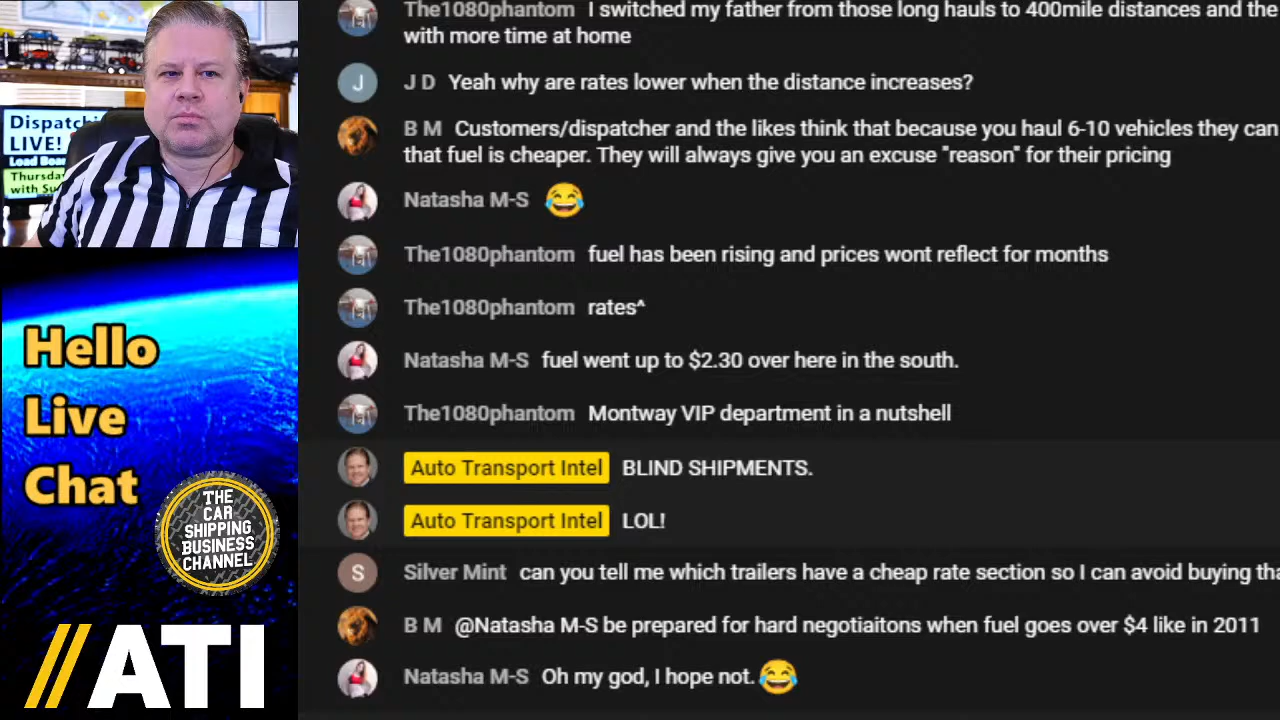 Dispatchi
LIVE!
Load Boar
Thursda
with Su
Hello
Live
Chat
THE
CAR
SHIPPING
BUSINESS
CHANNEL
//ATI
The1080phantom I switched my father from those long hauls to 400mile distances and the
with more time at home
J D Yeah why are rates lower when the distance increases?
B M Customers/dispatcher and the likes think that because you haul 6-10 vehicles they can
that fuel is cheaper. They will always give you an excuse "reason" for their pricing
Natasha M-S 😂
The1080phantom fuel has been rising and prices wont reflect for months
The1080phantom rates^
Natasha M-S fuel went up to $2.30 over here in the south.
The1080phantom Montway VIP department in a nutshell
Auto Transport Intel BLIND SHIPMENTS.
Auto Transport Intel LOL!
S Silver Mint can you tell me which trailers have a cheap rate section so I can avoid buying tha
B M @Natasha M-S be prepared for hard negotiaitons when fuel goes over $4 like in 2011
Natasha M-S Oh my god, I hope not. 😂